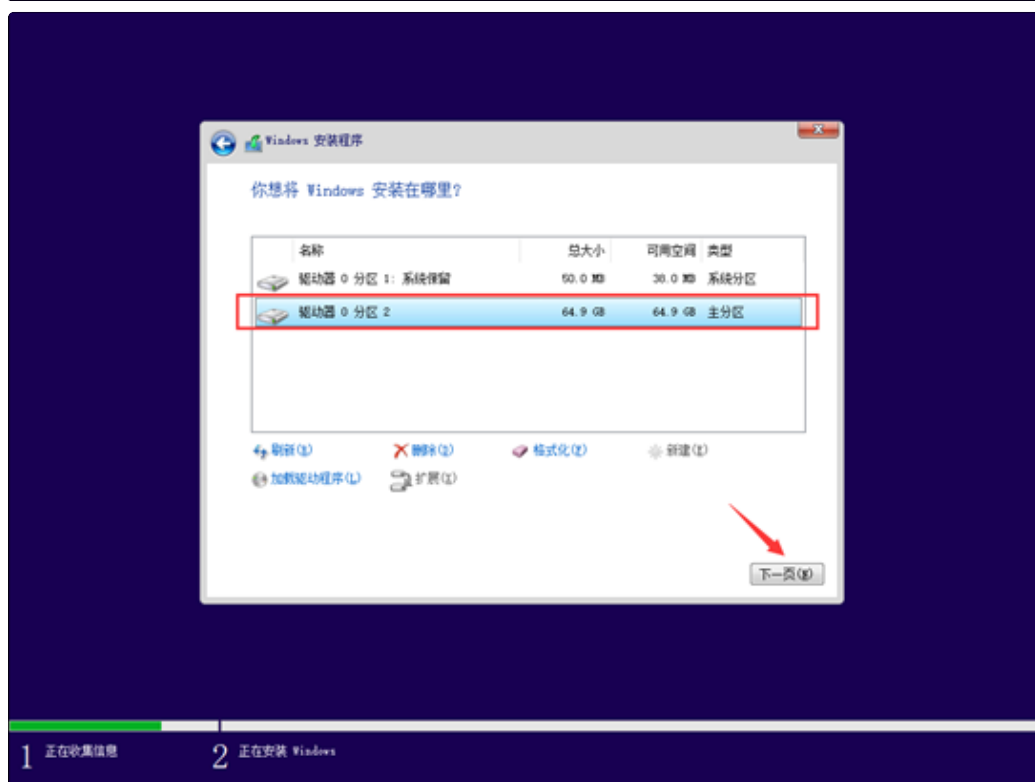 Windows 安装程序
你想将 Windows 安装在哪里?
名称 总大小 可用空间 类型
驱动器 0 分区 1: 系统保留 50.0 MB 38.0 MB 系统分区
驱动器 0 分区 2 64.9 GB 64.9 GB 主分区
刷新(R) 删除(D) 格式化(F) 新建(E)
加载驱动程序(L) 扩展(X)
下一页(N)
1 正在收集信息 2 正在安装 Windows